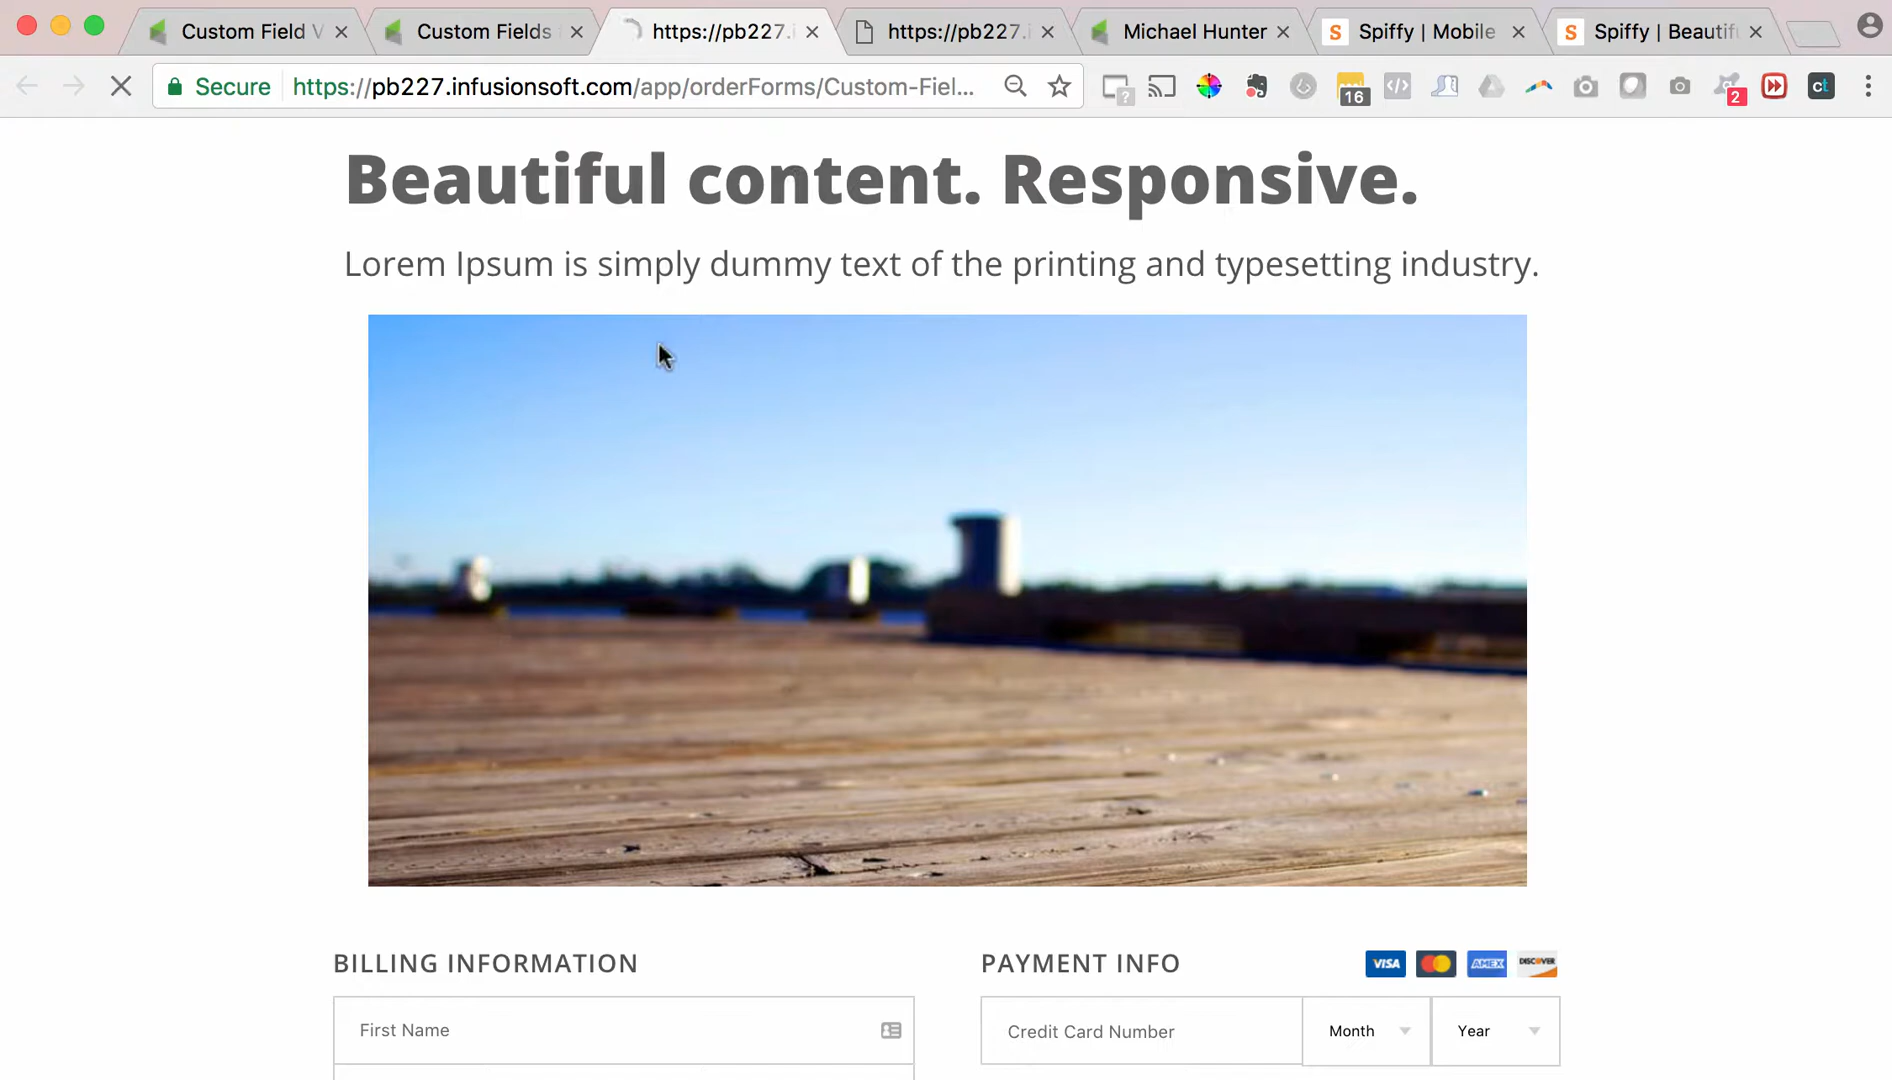 Custom Field V
Custom Fields
https://pb227.i
https://pb227.i
Michael Hunter
S
Spiffy | Mobile
S
Spiffy | Beautif
Secure
https://pb227.infusionsoft.com/app/orderForms/Custom-Fiel...
?
16
2
ct
Beautiful content. Responsive.
Lorem Ipsum is simply dummy text of the printing and typesetting industry.
BILLING INFORMATION
PAYMENT INFO
VISA
AMEX
DISCOVER
First Name
Credit Card Number
Month
Year